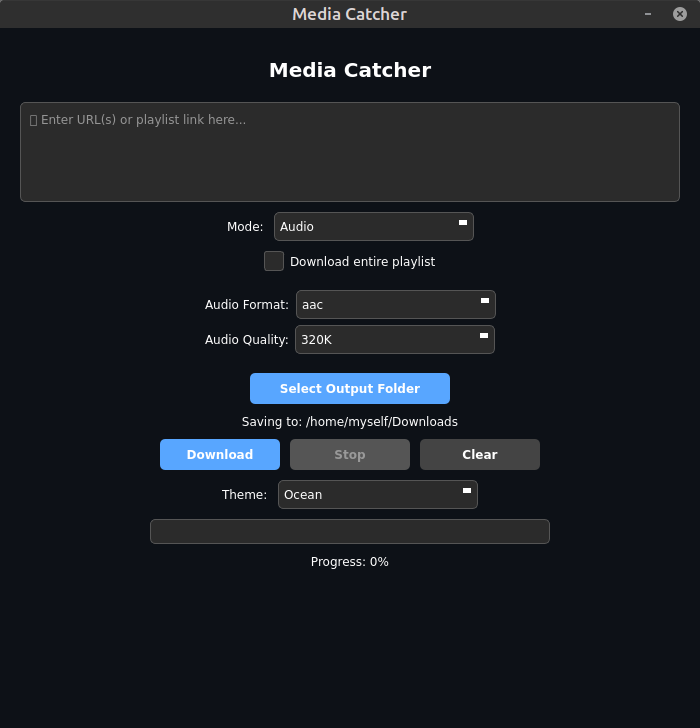 Media Catcher
Media Catcher
Enter URL(s) or playlist link here...
Mode: Audio
Download entire playlist
Audio Format: aac
Audio Quality: 320K
Select Output Folder
Saving to: /home/myself/Downloads
Download Stop Clear
Theme: Ocean
Progress: 0%